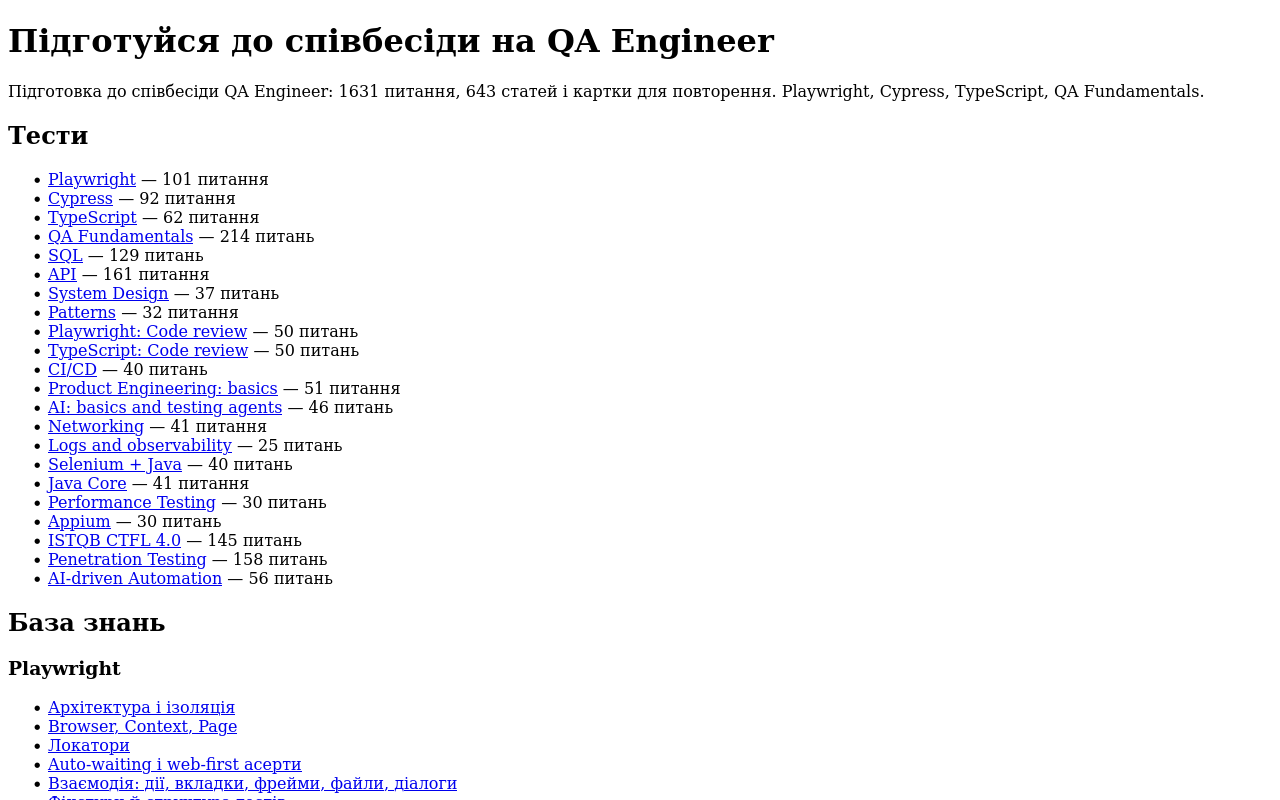 Підготуйся до співбесіди на QA Engineer
Підготовка до співбесіди QA Engineer: 1631 питання, 643 статей і картки для повторення. Playwright, Cypress, TypeScript, QA Fundamentals.
Тести
Playwright — 101 питання
Cypress — 92 питання
TypeScript — 62 питання
QA Fundamentals — 214 питань
SQL — 129 питань
API — 161 питання
System Design — 37 питань
Patterns — 32 питання
Playwright: Code review — 50 питань
TypeScript: Code review — 50 питань
CI/CD — 40 питань
Product Engineering: basics — 51 питання
AI: basics and testing agents — 46 питань
Networking — 41 питання
Logs and observability — 25 питань
Selenium + Java — 40 питань
Java Core — 41 питання
Performance Testing — 30 питань
Appium — 30 питань
ISTQB CTFL 4.0 — 145 питань
Penetration Testing — 158 питань
AI-driven Automation — 56 питань
База знань
Playwright
Архітектура і ізоляція
Browser, Context, Page
Локатори
Auto-waiting і web-first асерти
Взаємодія: дії, вкладки, фрейми, файли, діалоги